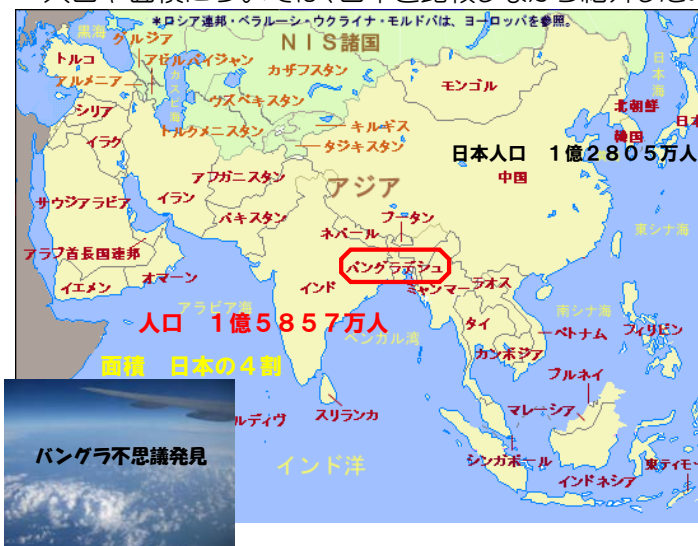 *ロシア連邦・ベラルーシ・ウクライナ・モルドバは、ヨーロッパを参照。
黒海
グルジア
NIS諸国
日本海
トルコ
アゼルバイジャン
カザフスタン
モンゴル
アルメニア
カスピ海
ウズベキスタン
北朝鮮
シリア
トルクメニスタン
キルギス
韓国
イラク
タジキスタン
日本人口 1億2805万人
アフガニスタン
アジア
中国
サウジアラビア
イラン
パキスタン
ブータン
東シナ海
ネパール
アラブ首長国連邦
バングラデシュ
オマーン
インド
ミャンマー
ラオス
イエメン
アラビア海
南シナ海
人口 1億5857万人
タイ
ベトナム
フィリピン
ベンガル湾
カンボジア
面積 日本の4割
ブルネイ
マレーシア
ルディヴ
スリランカ
バングラ不思議発見
インド洋
シンガポール
東ティモ
インドネシア